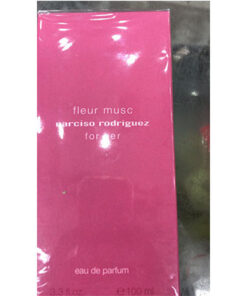 fleur musc
narciso rodriguez
for her
eau de parfum
3.3 fl.oz. e 100 ml